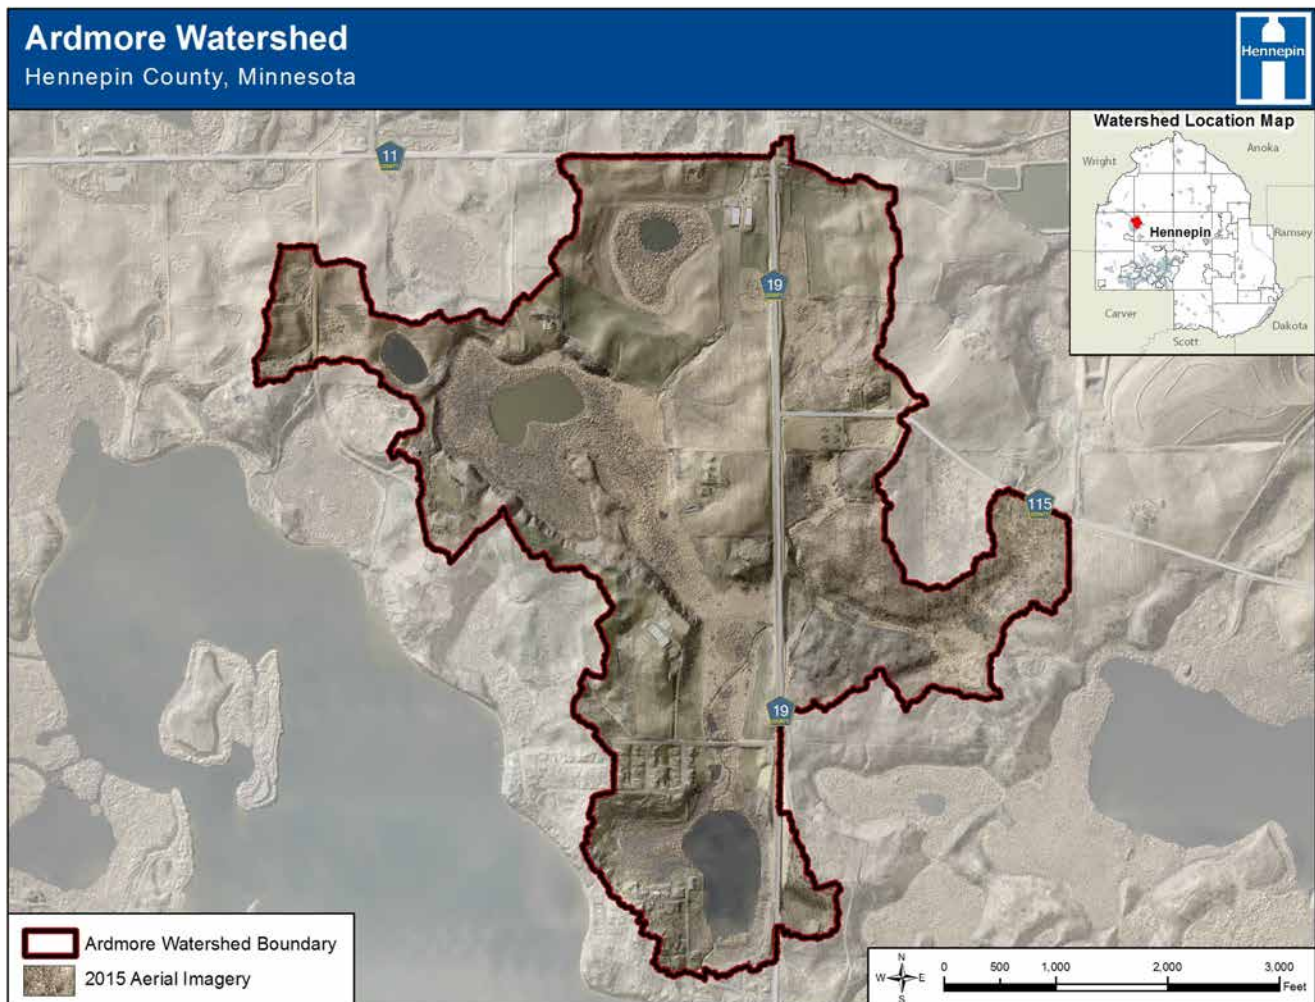 Ardmore Watershed
Hennepin County, Minnesota
Hennepin
Watershed Location Map
Wright
Anoka
Hennepin
Ramsey
Carver
Scott
Dakota
11
19
115
19
Ardmore Watershed Boundary
2015 Aerial Imagery
N
W E
S
0 500 1,000 2,000 3,000
Feet